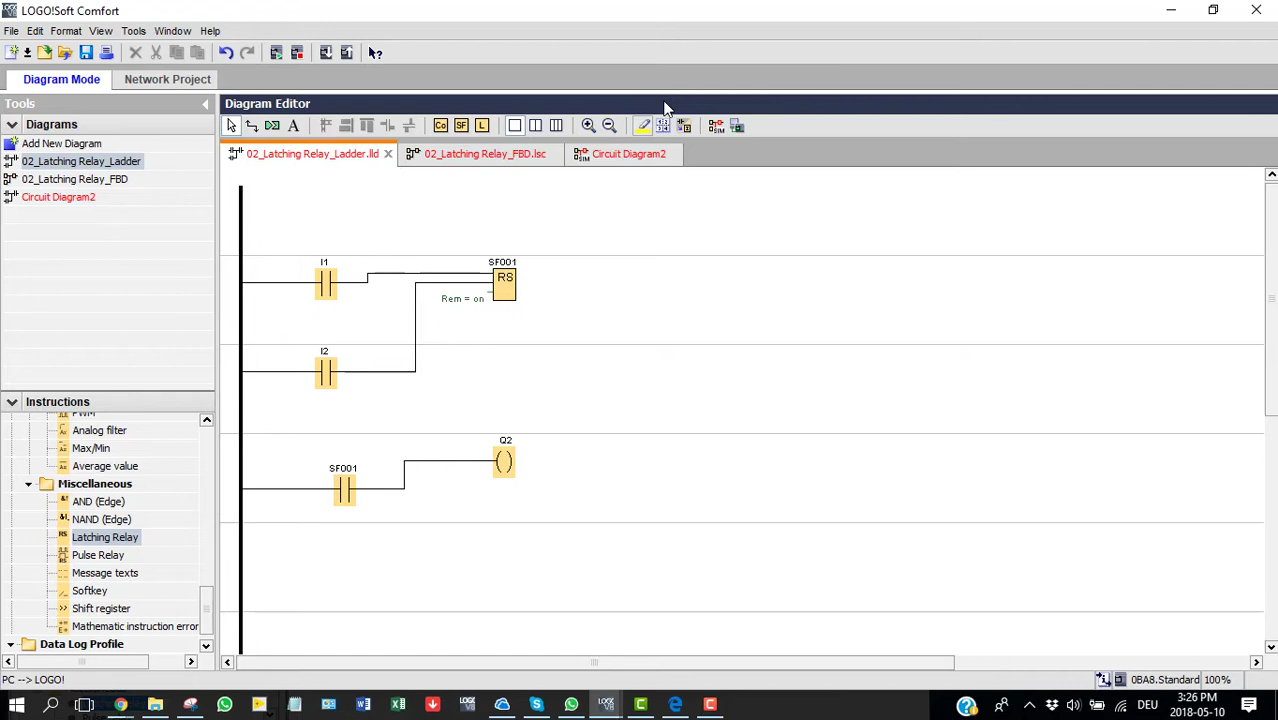 LOGO!Soft Comfort
File Edit Format View Tools Window Help
Co SF L
Diagram Mode Network Project
Tools
Diagram Editor
Diagrams
Add New Diagram
02_Latching Relay_Ladder
02_Latching Relay_FBD
Circuit Diagram2
02_Latching Relay_Ladder.lld
02_Latching Relay_FBD.lsc
Circuit Diagram2
I1
SF001
RS
Rem = on
I2
Q2
SF001
Instructions
PWM
Analog filter
Max/Min
Average value
Miscellaneous
AND (Edge)
NAND (Edge)
Latching Relay
Pulse Relay
Message texts
Softkey
Shift register
Mathematic instruction error
Data Log Profile
PC --> LOGO!
0BA8.Standard 100%
DEU
3:26 PM
2018-05-10